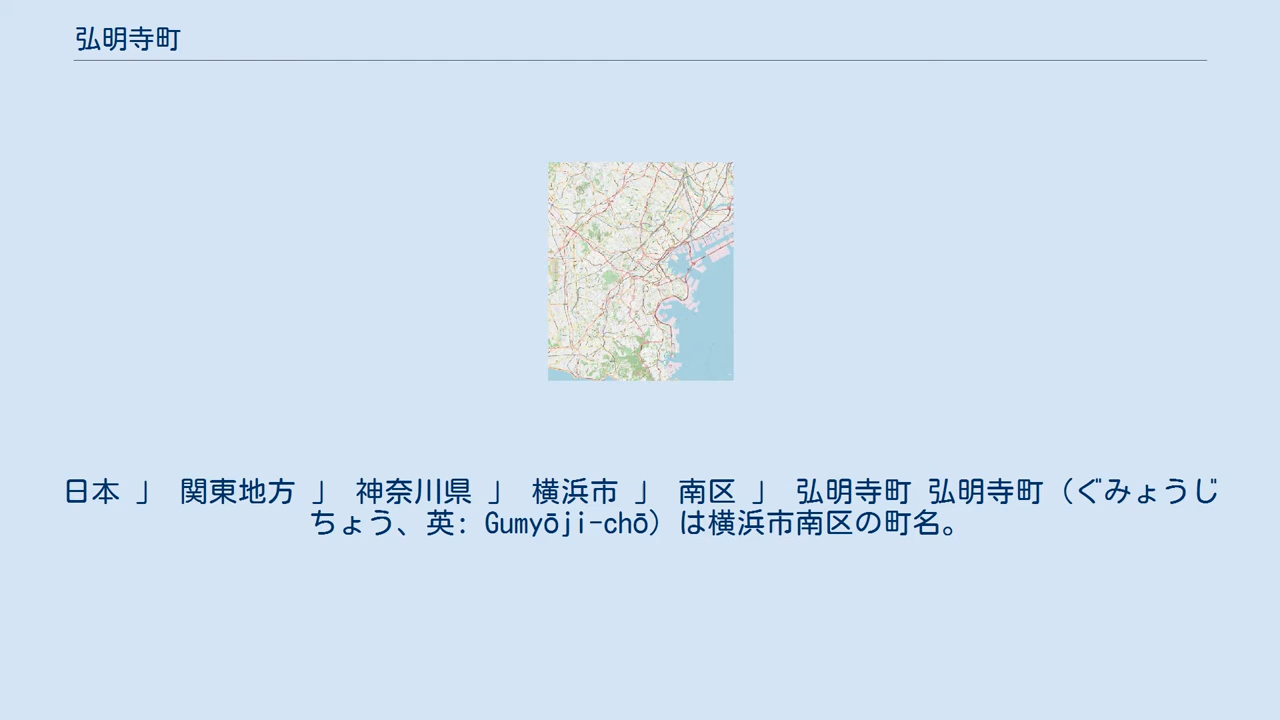 弘明寺町
日本 」 関東地方 」 神奈川県 」 横浜市 」 南区 」 弘明寺町 弘明寺町（ぐみょうじ
ちょう、英: Gumyōji-chō）は横浜市南区の町名。